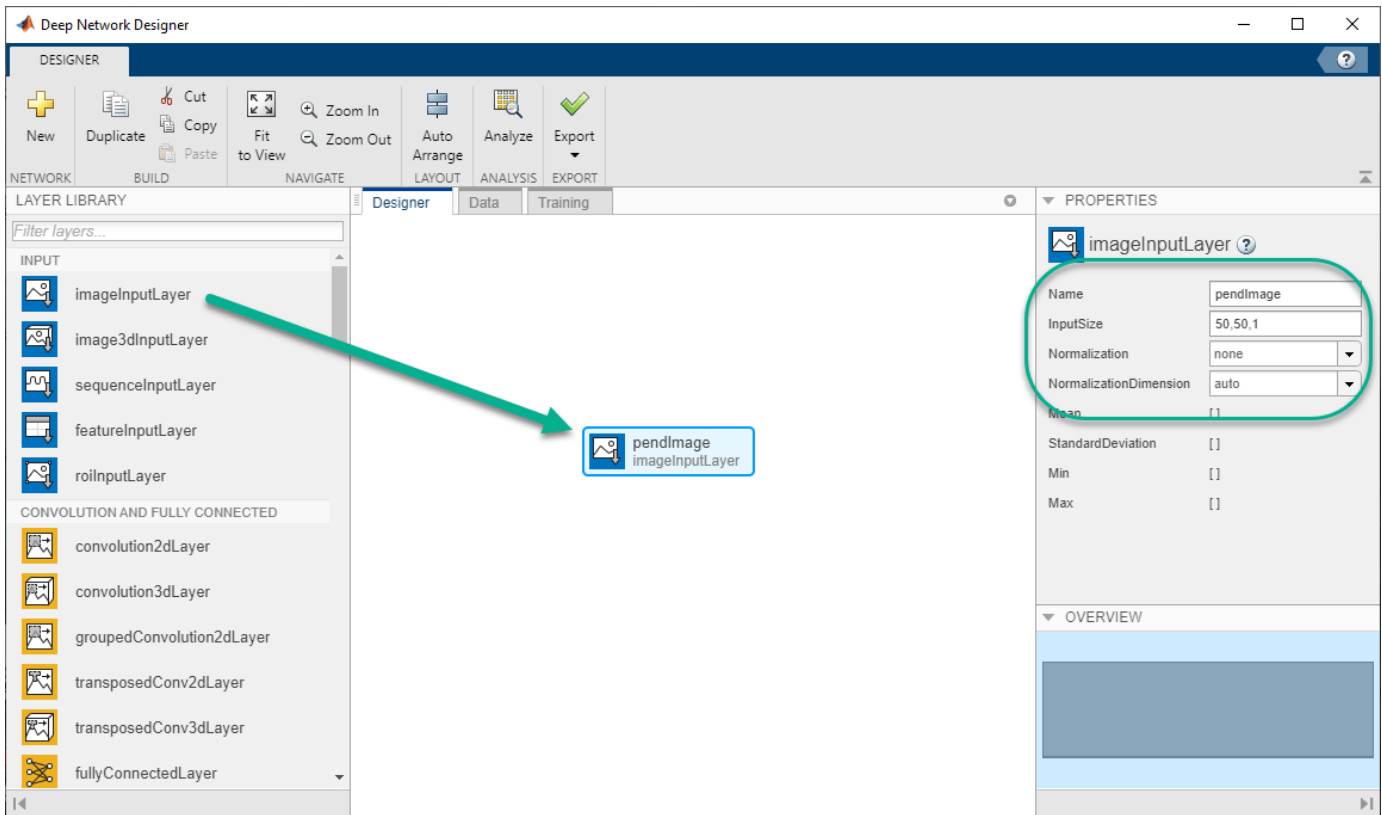 Deep Network Designer
DESIGNER
New
Duplicate
Cut
Copy
Paste
Fit
to View
Zoom In
Zoom Out
Auto
Arrange
Analyze
Export
NETWORK
BUILD
NAVIGATE
LAYOUT
ANALYSIS
EXPORT
LAYER LIBRARY
Filter layers...
INPUT
imageInputLayer
image3dInputLayer
sequenceInputLayer
featureInputLayer
roiInputLayer
CONVOLUTION AND FULLY CONNECTED
convolution2dLayer
convolution3dLayer
groupedConvolution2dLayer
transposedConv2dLayer
transposedConv3dLayer
fullyConnectedLayer
Designer
Data
Training
pendImage
imageInputLayer
PROPERTIES
imageInputLayer ?
Name pendImage
InputSize 50,50,1
Normalization none
NormalizationDimension auto
Mean []
StandardDeviation []
Min []
Max []
OVERVIEW